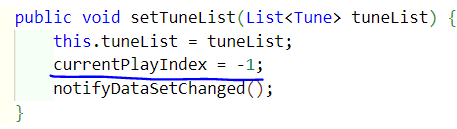 public void setTuneList(List<Tune> tuneList) {
    this.tuneList = tuneList;
    currentPlayIndex = -1;
    notifyDataSetChanged();
}